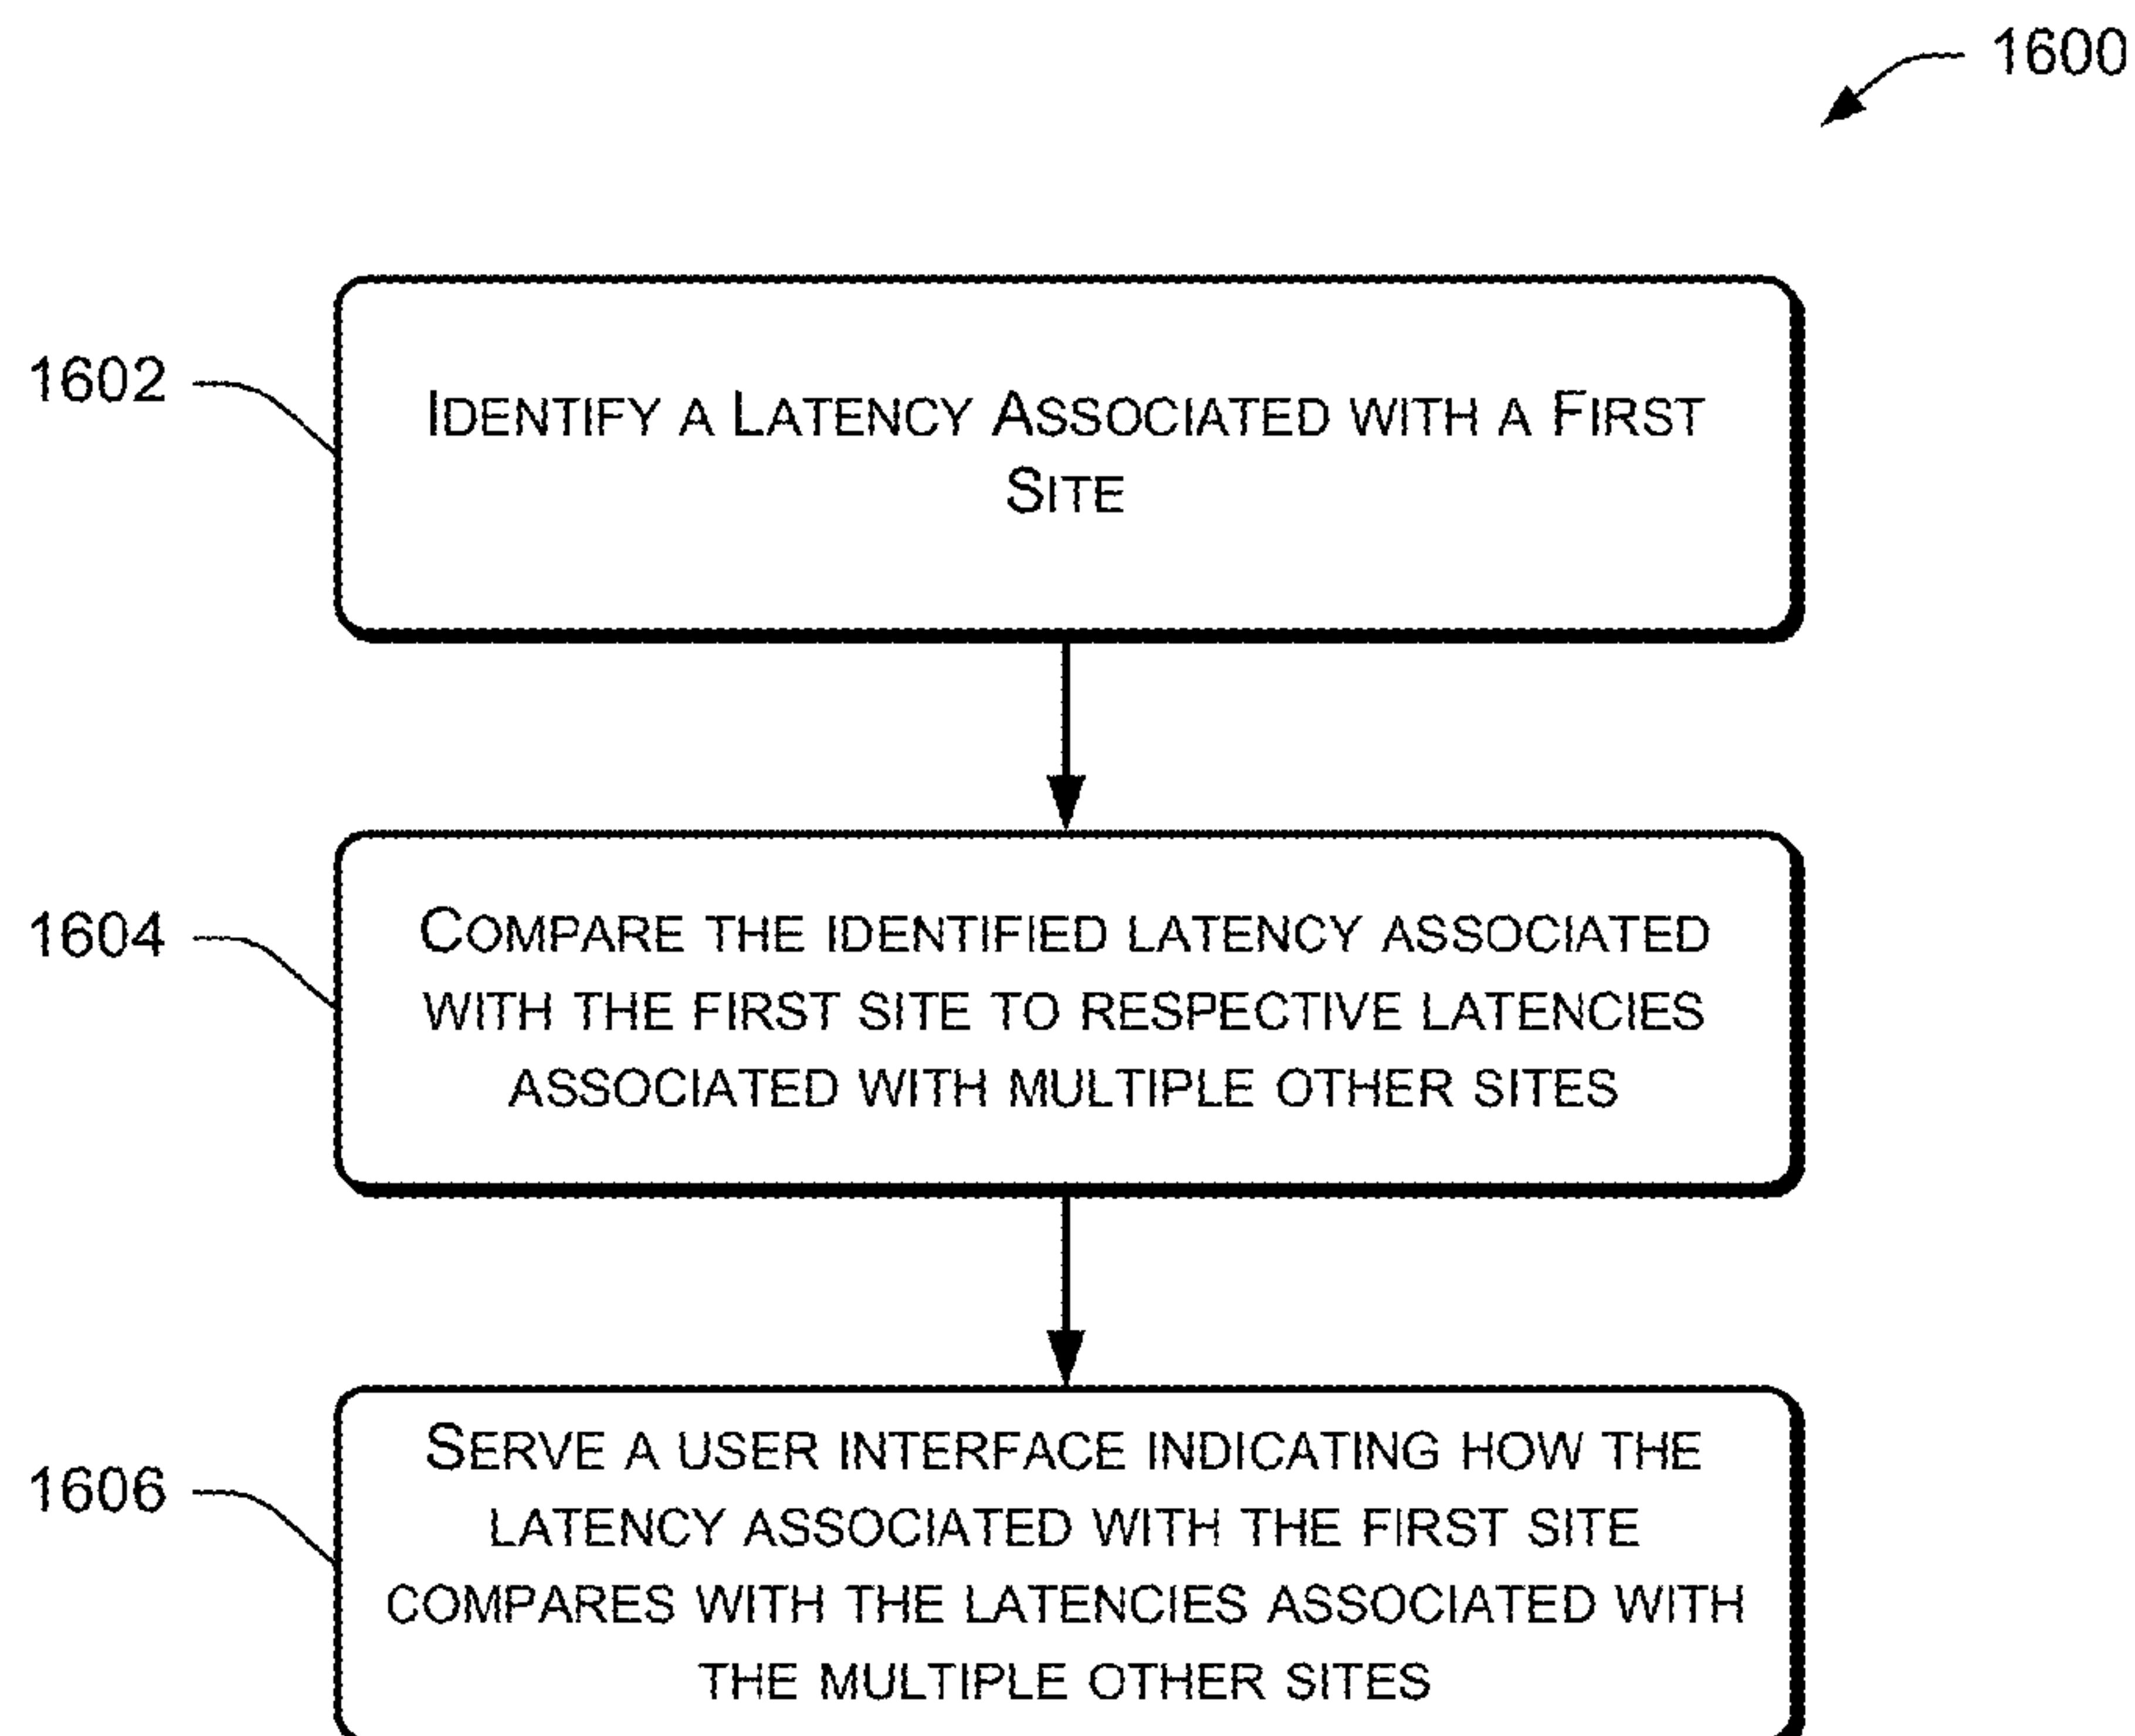 1600
1602
IDENTIFY A LATENCY ASSOCIATED WITH A FIRST
SITE
1604
COMPARE THE IDENTIFIED LATENCY ASSOCIATED
WITH THE FIRST SITE TO RESPECTIVE LATENCIES
ASSOCIATED WITH MULTIPLE OTHER SITES
1606
SERVE A USER INTERFACE INDICATING HOW THE
LATENCY ASSOCIATED WITH THE FIRST SITE
COMPARES WITH THE LATENCIES ASSOCIATED WITH
THE MULTIPLE OTHER SITES